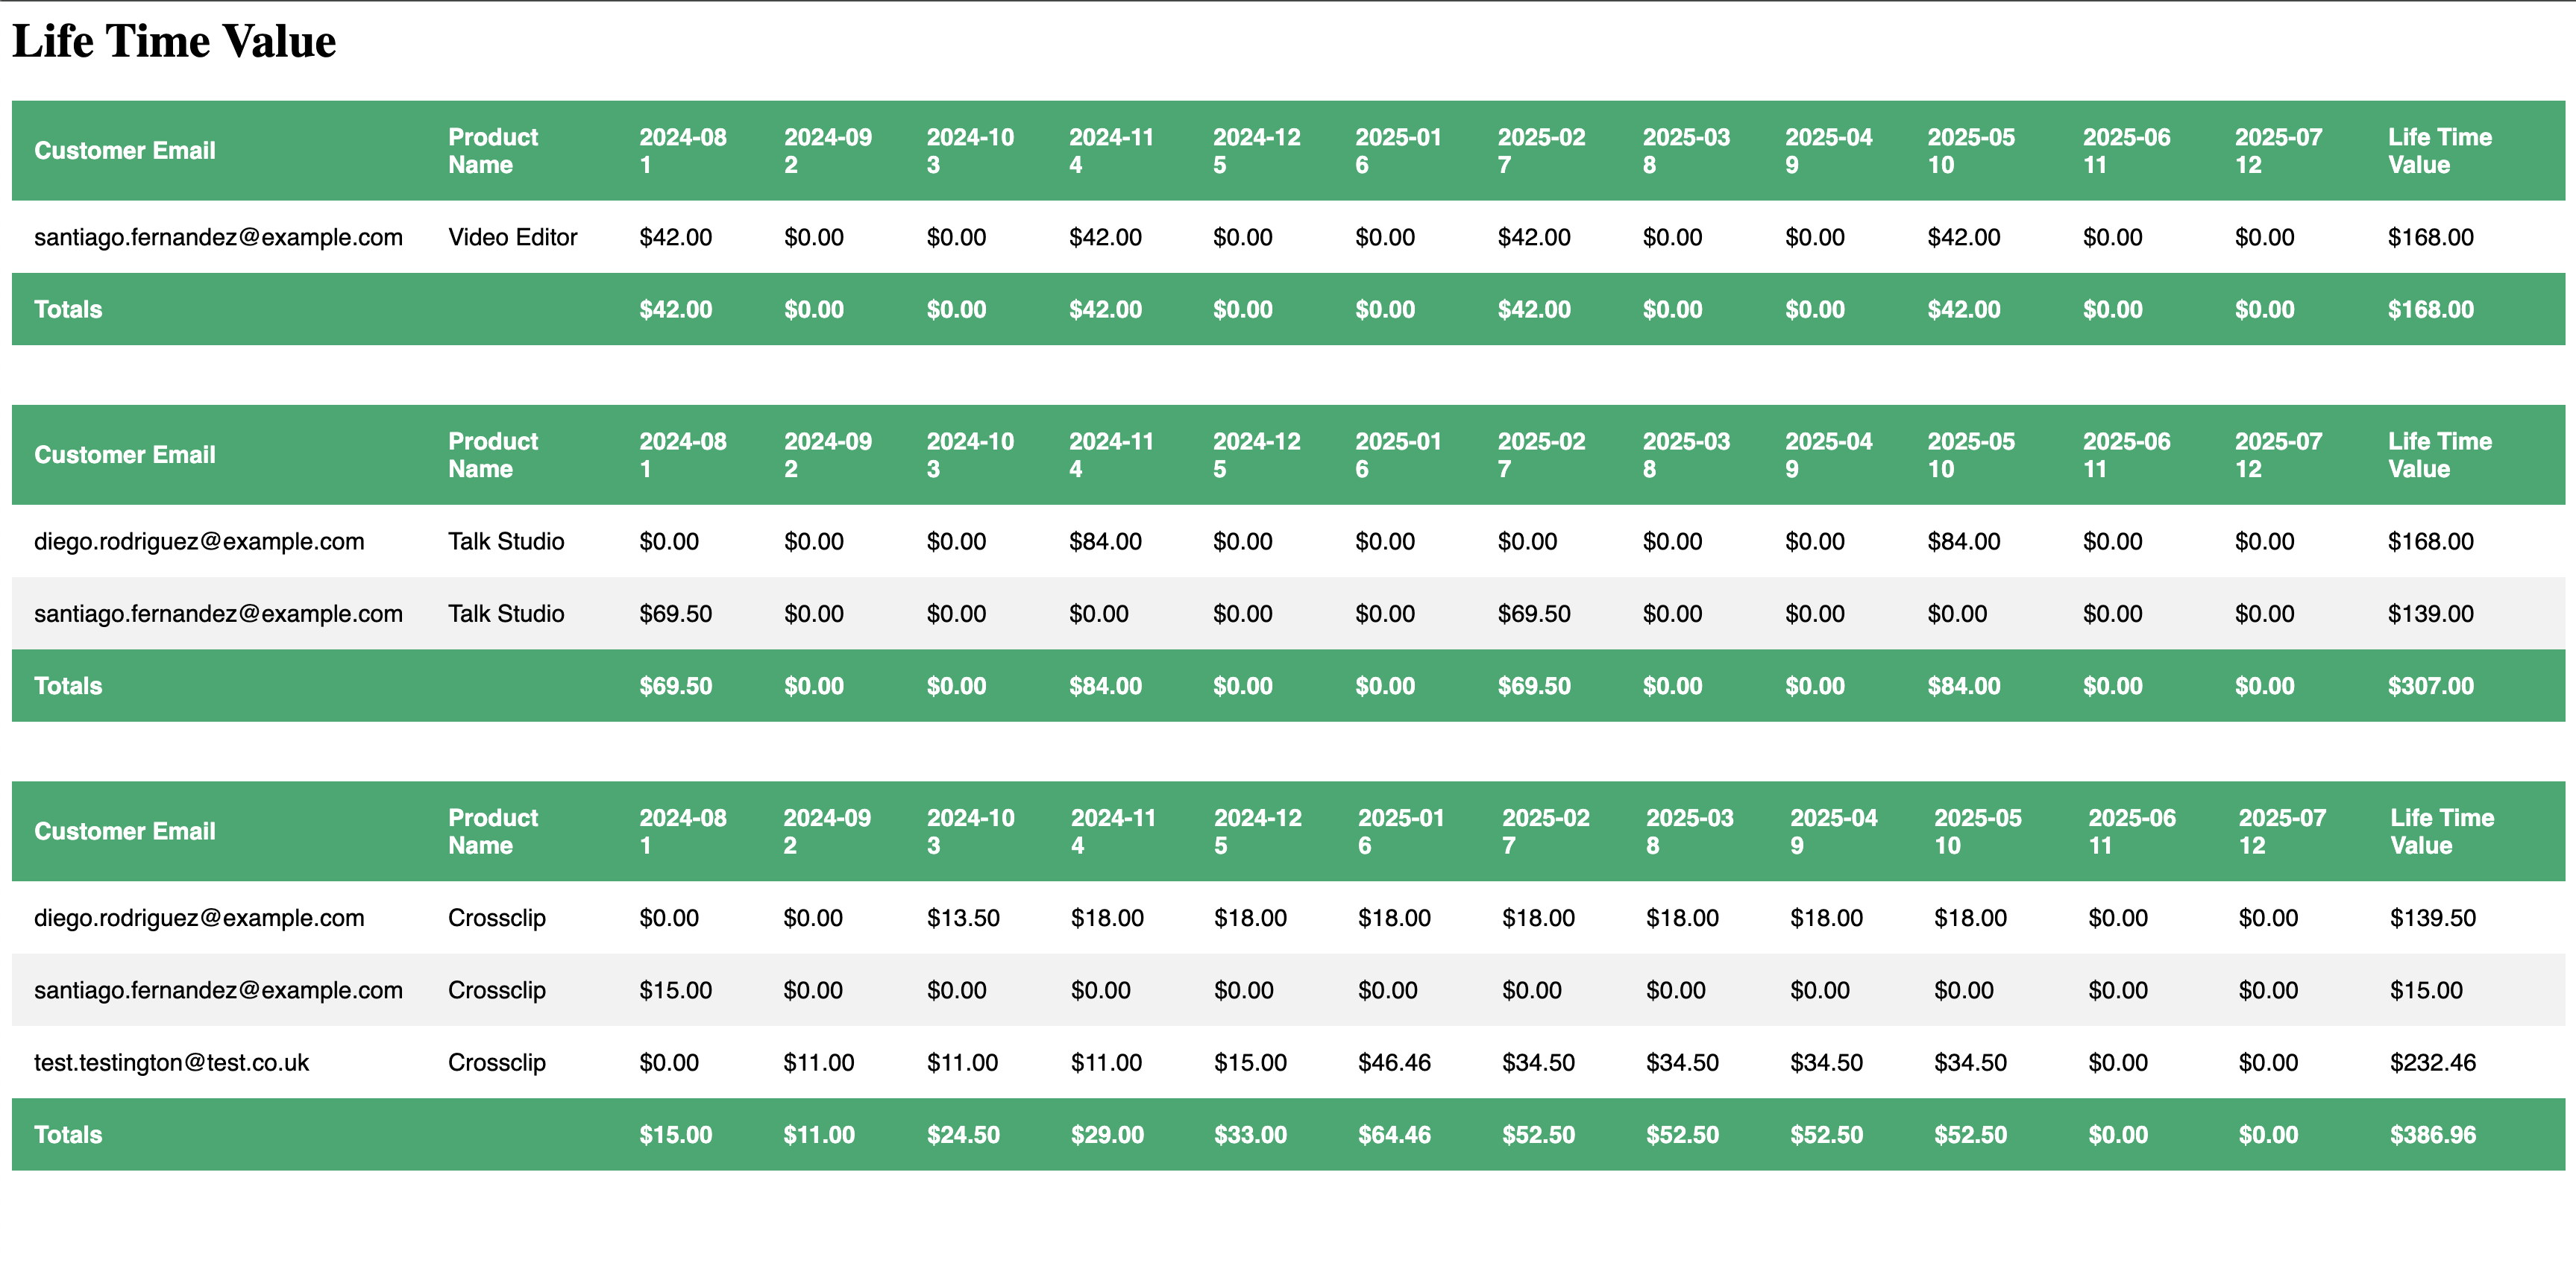 Life Time Value
Customer Email Product Name 2024-08 1 2024-09 2 2024-10 3 2024-11 4 2024-12 5 2025-01 6 2025-02 7 2025-03 8 2025-04 9 2025-05 10 2025-06 11 2025-07 12 Life Time Value
santiago.fernandez@example.com Video Editor $42.00 $0.00 $0.00 $42.00 $0.00 $0.00 $42.00 $0.00 $0.00 $42.00 $0.00 $0.00 $168.00
Totals $42.00 $0.00 $0.00 $42.00 $0.00 $0.00 $42.00 $0.00 $0.00 $42.00 $0.00 $0.00 $168.00
Customer Email Product Name 2024-08 1 2024-09 2 2024-10 3 2024-11 4 2024-12 5 2025-01 6 2025-02 7 2025-03 8 2025-04 9 2025-05 10 2025-06 11 2025-07 12 Life Time Value
diego.rodriguez@example.com Talk Studio $0.00 $0.00 $0.00 $84.00 $0.00 $0.00 $0.00 $0.00 $0.00 $84.00 $0.00 $0.00 $168.00
santiago.fernandez@example.com Talk Studio $69.50 $0.00 $0.00 $0.00 $0.00 $0.00 $69.50 $0.00 $0.00 $0.00 $0.00 $0.00 $139.00
Totals $69.50 $0.00 $0.00 $84.00 $0.00 $0.00 $69.50 $0.00 $0.00 $84.00 $0.00 $0.00 $307.00
Customer Email Product Name 2024-08 1 2024-09 2 2024-10 3 2024-11 4 2024-12 5 2025-01 6 2025-02 7 2025-03 8 2025-04 9 2025-05 10 2025-06 11 2025-07 12 Life Time Value
diego.rodriguez@example.com Crossclip $0.00 $0.00 $13.50 $18.00 $18.00 $18.00 $18.00 $18.00 $18.00 $18.00 $0.00 $0.00 $139.50
santiago.fernandez@example.com Crossclip $15.00 $0.00 $0.00 $0.00 $0.00 $0.00 $0.00 $0.00 $0.00 $0.00 $0.00 $0.00 $15.00
test.testington@test.co.uk Crossclip $0.00 $11.00 $11.00 $11.00 $15.00 $46.46 $34.50 $34.50 $34.50 $34.50 $0.00 $0.00 $232.46
Totals $15.00 $11.00 $24.50 $29.00 $33.00 $64.46 $52.50 $52.50 $52.50 $52.50 $0.00 $0.00 $386.96